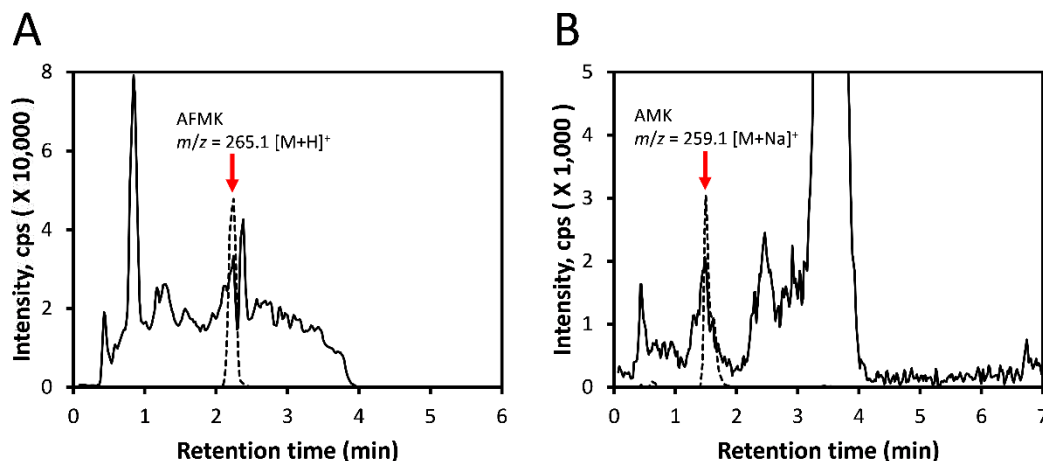 A
Intensity, cps ( X 10,000 )
8
6
4
2
0
AFMK
m/z = 265.1 [M+H]⁺
0 1 2 3 4 5 6
Retention time (min)
B
Intensity, cps ( X 1,000 )
5
4
3
2
1
0
AMK
m/z = 259.1 [M+Na]⁺
0 1 2 3 4 5 6 7
Retention time (min)